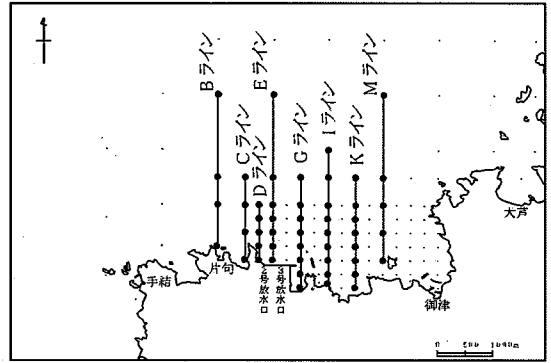 Bライン
Cライン
Dライン
Eライン
Gライン
Iライン
Kライン
Mライン
大芦
手結
片句
2号放水口
3号放水口
御津